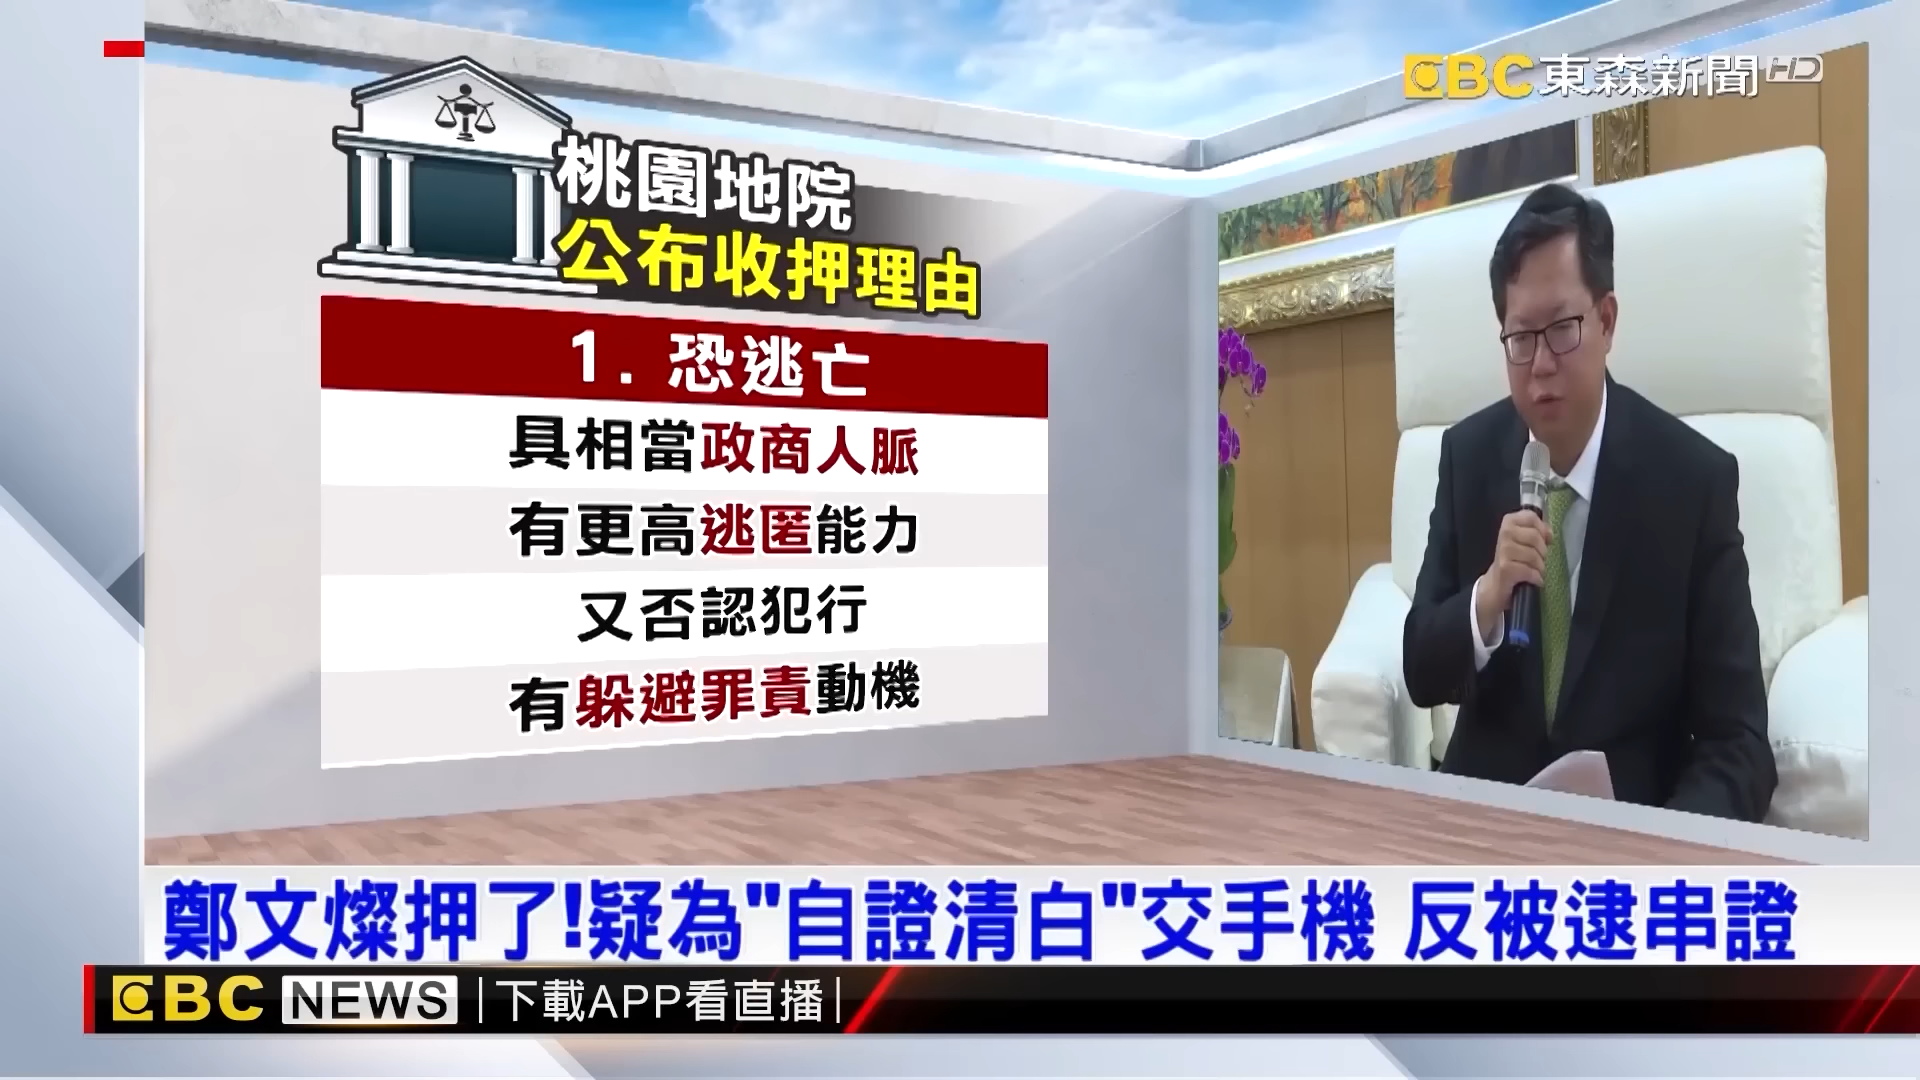 EBC東森新聞HD
桃園地院
公布收押理由
1. 恐逃亡
具相當政商人脈
有更高逃匿能力
又否認犯行
有躲避罪責動機
鄭文燦押了!疑為"自證清白"交手機 反被逮串證
EBC NEWS |下載APP看直播|